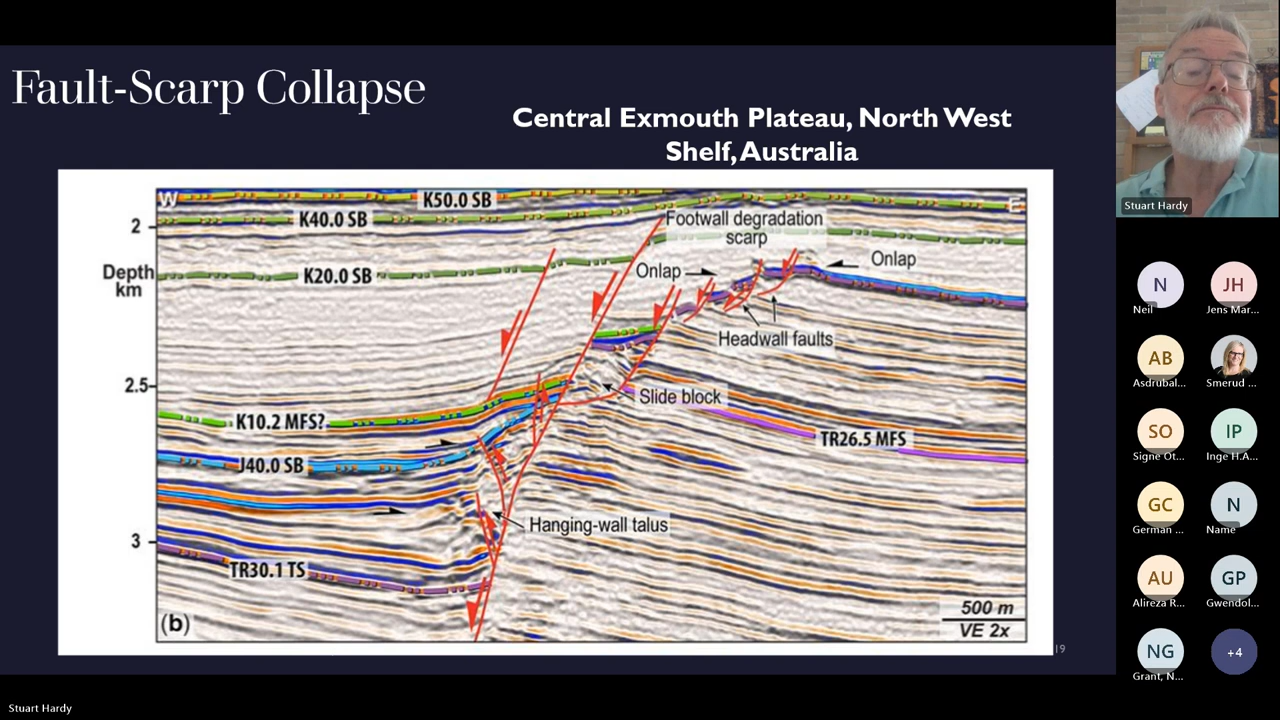 Fault-Scarp Collapse
Central Exmouth Plateau, North West
Shelf, Australia
W
E
K50.0 SB
K40.0 SB
K20.0 SB
Footwall degradation
scarp
Onlap
Onlap
2
Depth
km
Headwall faults
2.5
Slide block
K10.2 MFS?
TR26.5 MFS
J40.0 SB
Hanging-wall talus
3
TR30.1 TS
(b)
500 m
VE 2x
19
Stuart Hardy
N
JH
Neil
Jens Mar...
AB
Asdrubal...
Smerud ...
SO
IP
Signe Ot...
Inge H.A...
GC
N
German ...
Name
AU
GP
Alireza R...
Gwendol...
NG
+4
Grant, N...
Stuart Hardy